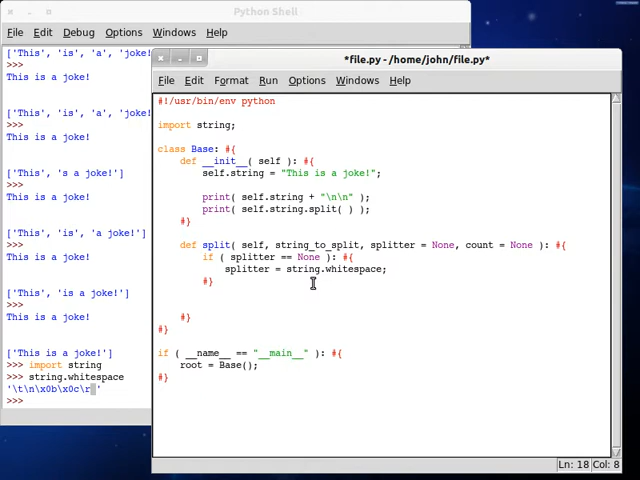 Python Shell
File Edit Debug Options Windows Help
['This', 'is', 'a', 'joke!
>>>
This is a joke!
['This', 'is', 'a', 'joke!
>>>
This is a joke!
['This', 's a joke!']
>>>
This is a joke!
['This', 'is', 'a joke!']
>>>
This is a joke!
['This', 'is a joke!']
>>>
This is a joke!
['This is a joke!']
>>> import string
>>> string.whitespace
'\t\n\x0b\x0c\r '
>>>
*file.py - /home/john/file.py*
File Edit Format Run Options Windows Help
#!/usr/bin/env python
import string;
class Base: #{
def __init__( self ): #{
self.string = "This is a joke!";
print( self.string + "\n\n" );
print( self.string.split( ) );
#}
def split( self, string_to_split, splitter = None, count = None ): #{
if ( splitter == None ): #{
splitter = string.whitespace;
#}
#}
#}
if ( __name__ == "__main__" ): #{
root = Base();
#}
Ln: 18 Col: 8